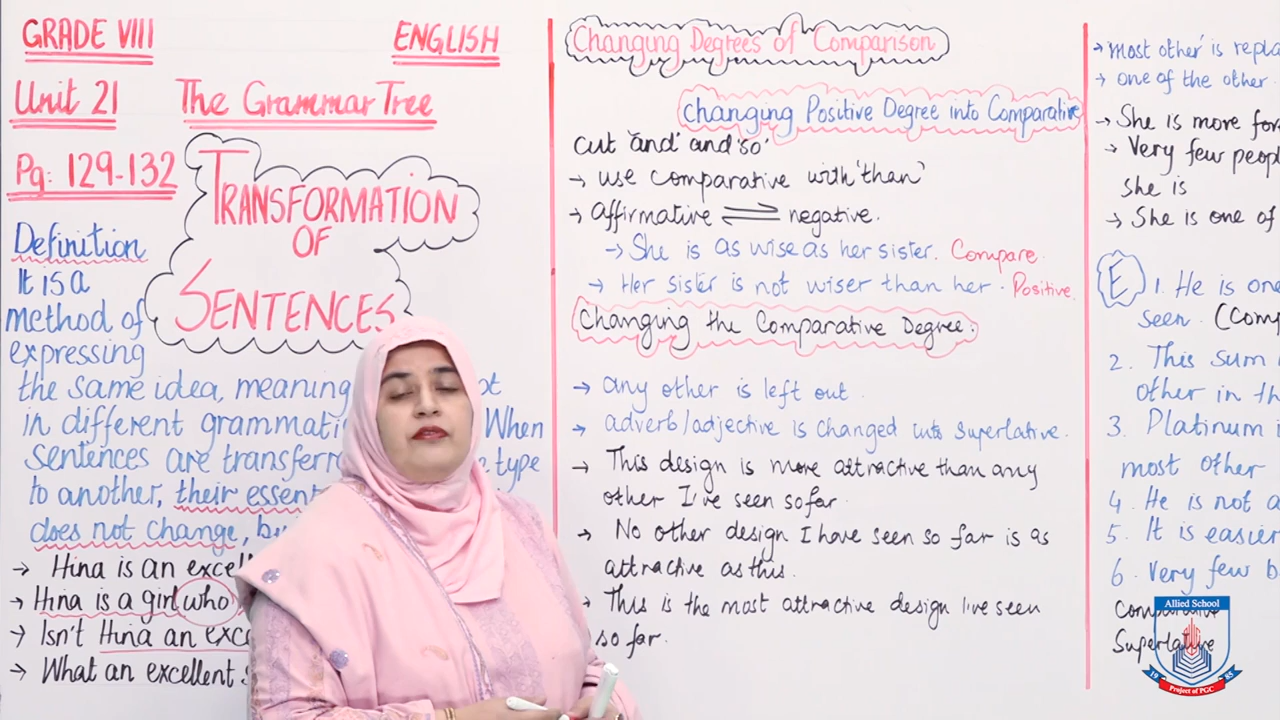 GRADE VIII ENGLISH
Unit 21 The Grammar Tree
Pg: 129-132
TRANSFORMATION
OF
SENTENCES
Definition
It is a
method of
expressing
the same idea, meaning
in different grammati When
sentences are transferr type
to another, their essent
does not change,
→ Hina is an excel
→ Hina is a girl who
→ Isn't Hina an exce
→ What an excellent
Changing Degrees of Comparison
Changing Positive Degree into Comparative
cut 'and' and 'so'
→ use comparative with 'than'
→ affirmative ⇌ negative.
→ She is as wise as her sister. Compare.
→ Her sister is not wiser than her. Positive.
Changing the Comparative Degree.
→ any other is left out.
→ adverb/adjective is changed into superlative.
→ This design is more attractive than any
other I've seen so far.
→ No other design I have seen so far is as
attractive as this.
→ This is the most attractive design I've seen
so far.
→ 'most other' is repla
→ one of the other
→ She is more for
→ Very few peopl
she is
→ She is one of
E 1. He is one
seen. (Comp
2. This sum
other in th
3. Platinum i
most other
4. He is not a
5. It is easier
6. Very few b
Comparative
Superlative
Allied School
1985
Project of PGC